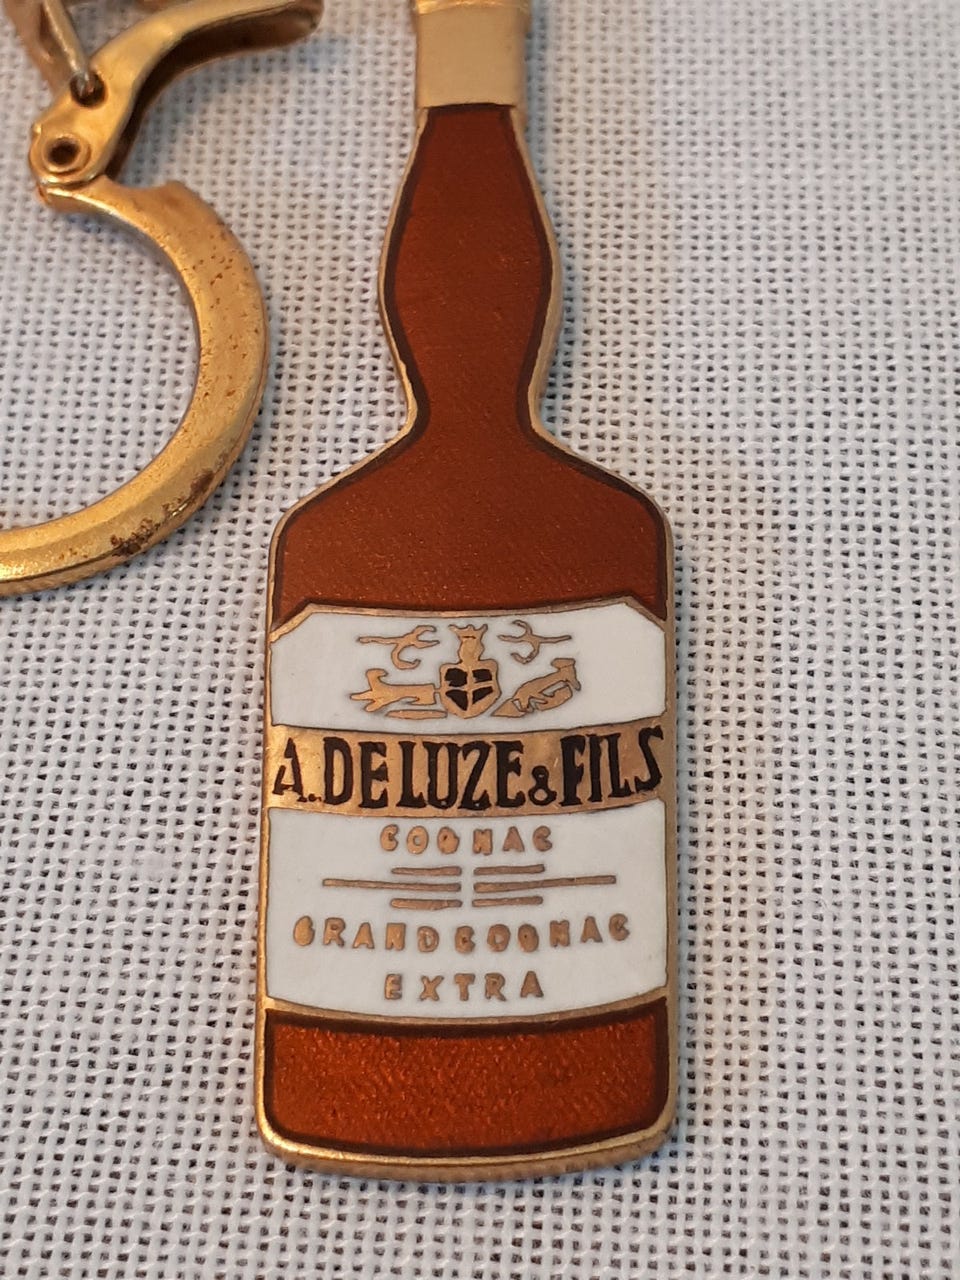 A. DE LUZE & FILS
COGNAC
GRAND COGNAC
EXTRA